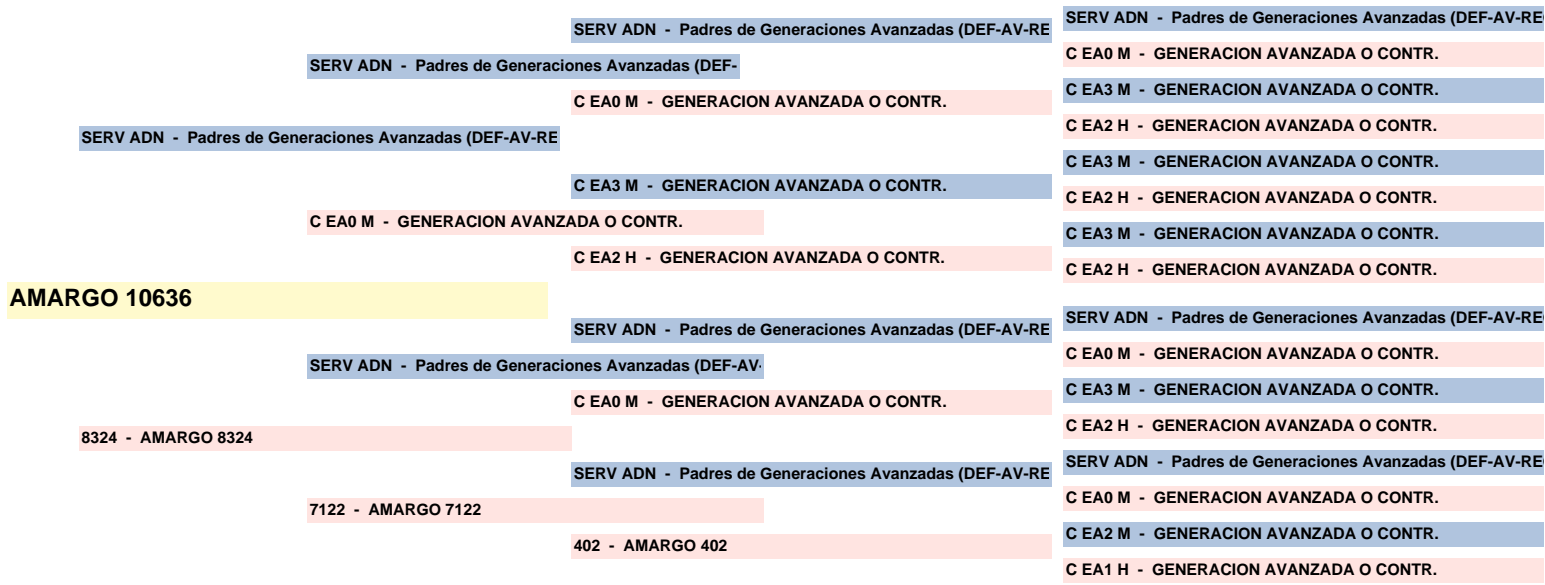 SERV ADN - Padres de Generaciones Avanzadas (DEF-AV-RE
SERV ADN - Padres de Generaciones Avanzadas (DEF-
C EA0 M - GENERACION AVANZADA O CONTR.
SERV ADN - Padres de Generaciones Avanzadas (DEF-AV-RE
C EA3 M - GENERACION AVANZADA O CONTR.
C EA0 M - GENERACION AVANZADA O CONTR.
C EA2 H - GENERACION AVANZADA O CONTR.
AMARGO 10636
SERV ADN - Padres de Generaciones Avanzadas (DEF-AV-RE
SERV ADN - Padres de Generaciones Avanzadas (DEF-AV-
C EA0 M - GENERACION AVANZADA O CONTR.
8324 - AMARGO 8324
SERV ADN - Padres de Generaciones Avanzadas (DEF-AV-RE
7122 - AMARGO 7122
402 - AMARGO 402
SERV ADN - Padres de Generaciones Avanzadas (DEF-AV-RE
C EA0 M - GENERACION AVANZADA O CONTR.
C EA3 M - GENERACION AVANZADA O CONTR.
C EA2 H - GENERACION AVANZADA O CONTR.
C EA3 M - GENERACION AVANZADA O CONTR.
C EA2 H - GENERACION AVANZADA O CONTR.
C EA3 M - GENERACION AVANZADA O CONTR.
C EA2 H - GENERACION AVANZADA O CONTR.
SERV ADN - Padres de Generaciones Avanzadas (DEF-AV-RE
C EA0 M - GENERACION AVANZADA O CONTR.
C EA3 M - GENERACION AVANZADA O CONTR.
C EA2 H - GENERACION AVANZADA O CONTR.
SERV ADN - Padres de Generaciones Avanzadas (DEF-AV-RE
C EA0 M - GENERACION AVANZADA O CONTR.
C EA2 M - GENERACION AVANZADA O CONTR.
C EA1 H - GENERACION AVANZADA O CONTR.